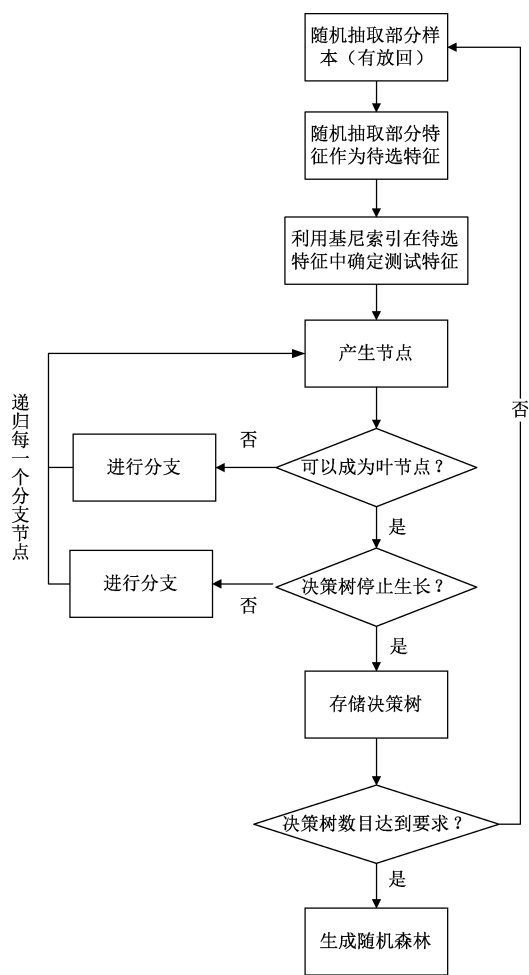 随机抽取部分样
本（有放回）
随机抽取部分特
征作为待选特征
利用基尼索引在待选
特征中确定测试特征
产生节点
否
可以成为叶节点？
否
进行分支
递归每一个分支节点
是
决策树停止生长？
否
进行分支
是
存储决策树
决策树数目达到要求？
是
生成随机森林